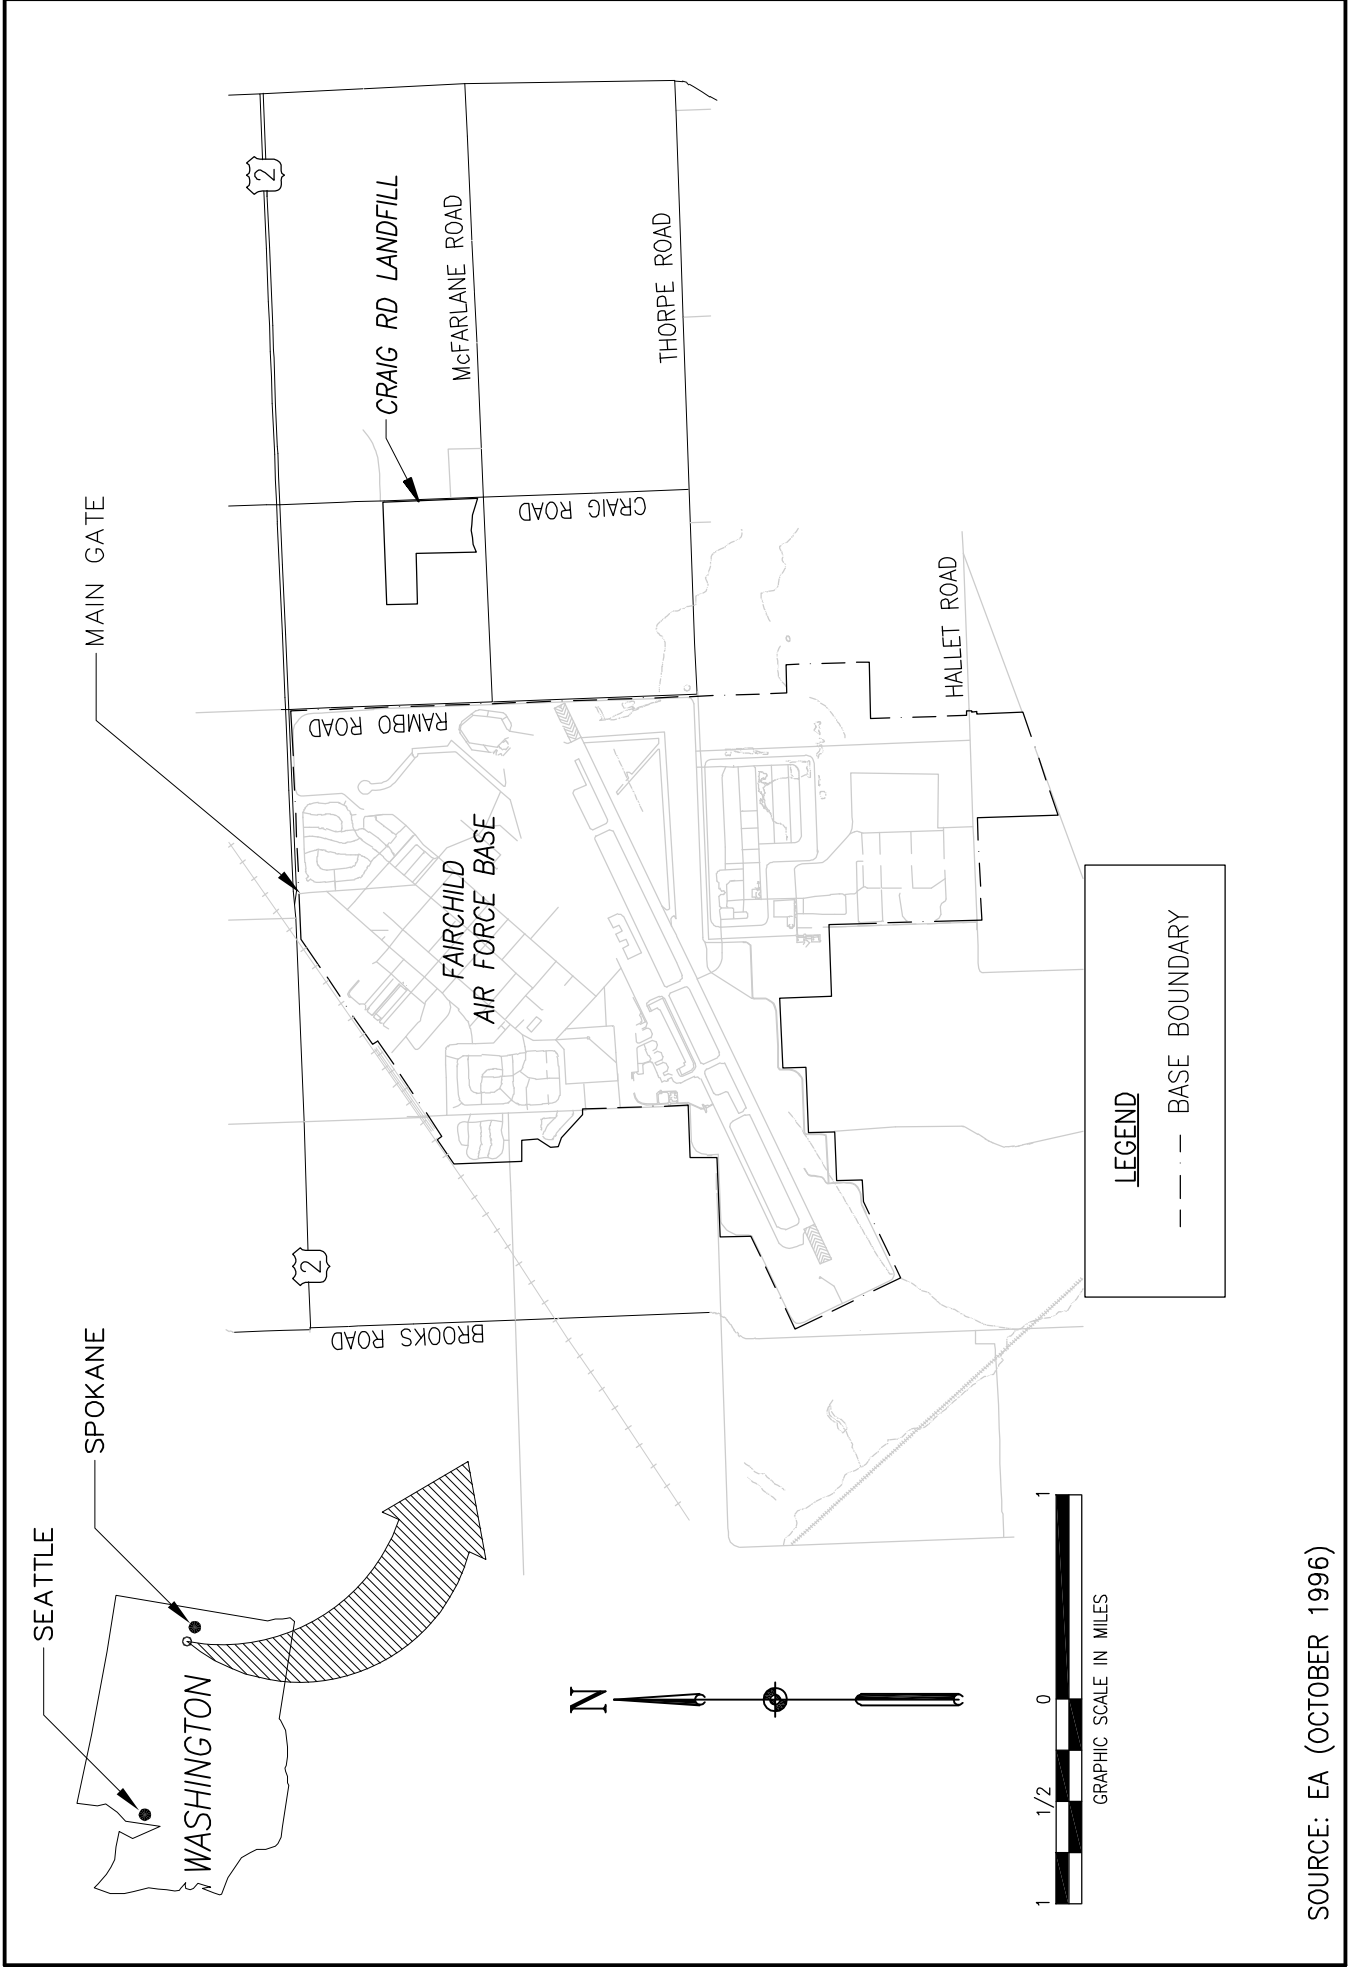 SEATTLE
SPOKANE
WASHINGTON
MAIN GATE
2
2
BROOKS ROAD
RAMBO ROAD
CRAIG RD LANDFILL
McFARLANE ROAD
THORPE ROAD
CRAIG ROAD
FAIRCHILD
AIR FORCE BASE
HALLET ROAD
N
1 1/2 0 1
GRAPHIC SCALE IN MILES
LEGEND
BASE BOUNDARY
SOURCE: EA (OCTOBER 1996)